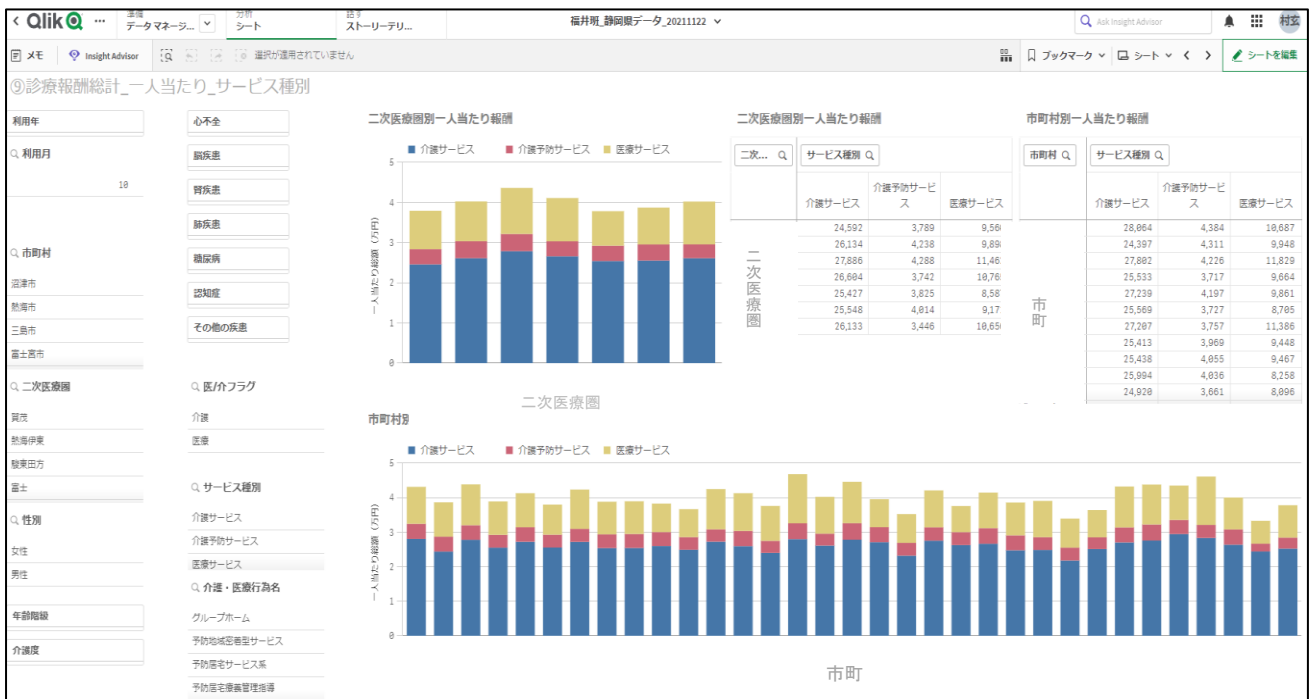 Qlik
準備
データ マネージ...
分析
シート
話す
ストーリーテリ...
福井班_静岡県データ_20211122
Ask Insight Advisor
村玄
メモ
Insight Advisor
選択が適用されていません
ブックマーク
シート
シートを編集
⑨診療報酬総計_一人当たり_サービス種別
利用年
利用月
10
市町村
沼津市
熱海市
三島市
富士宮市
二次医療圏
賀茂
熱海伊東
駿東田方
富士
性別
女性
男性
年齢階級
介護度
心不全
脳疾患
腎疾患
肺疾患
糖尿病
認知症
その他の疾患
医/介フラグ
介護
医療
サービス種別
介護サービス
介護予防サービス
医療サービス
介護・医療行為名
グループホーム
予防地域密着型サービス
予防居宅サービス系
予防居宅療養管理指導
二次医療圏別一人当たり報酬
介護サービス 介護予防サービス 医療サービス
一人当たり総額 (万円)
5
4
3
2
1
0
二次医療圏
二次医療圏別一人当たり報酬
二次... サービス種別
介護サービス 介護予防サービス 医療サービス
二次医療圏
24,592 3,789
26,134 4,238
27,886 4,288
26,604 3,742
25,427 3,825
25,548 4,014
26,133 3,446
市町村別一人当たり報酬
市町村 サービス種別
介護サービス 介護予防サービス 医療サービス
市町
28,064 4,384 10,687
24,397 4,311 9,948
27,802 4,226 11,829
25,533 3,717 9,664
27,239 4,197 9,861
25,569 3,727 8,705
27,207 3,757 11,386
25,413 3,969 9,448
25,438 4,055 9,467
25,994 4,036 8,258
24,920 3,661 8,096
市町村別
介護サービス 介護予防サービス 医療サービス
一人当たり総額 (万円)
5
4
3
2
1
0
市町